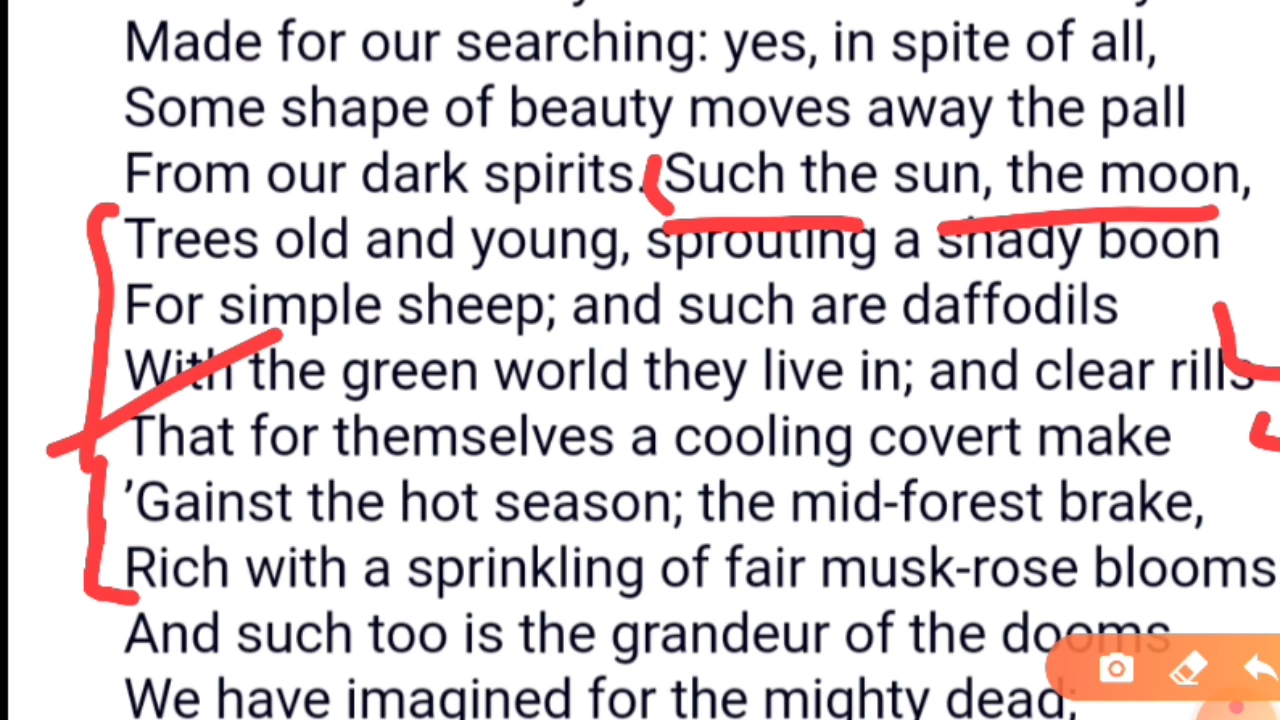 Made for our searching: yes, in spite of all,
Some shape of beauty moves away the pall
From our dark spirits. Such the sun, the moon,
Trees old and young, sprouting a shady boon
For simple sheep; and such are daffodils
With the green world they live in; and clear rills
That for themselves a cooling covert make
’Gainst the hot season; the mid-forest brake,
Rich with a sprinkling of fair musk-rose blooms
And such too is the grandeur of the dooms
We have imagined for the mighty dead;